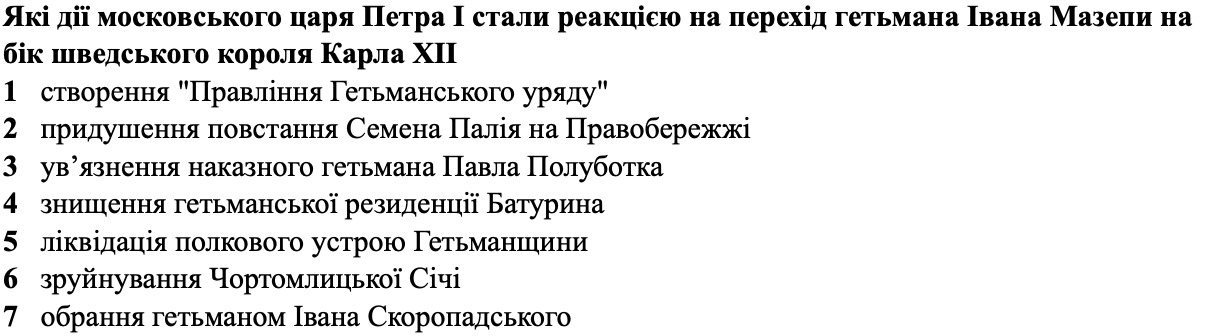 Які дії московського царя Петра І стали реакцією на перехід гетьмана Івана Мазепи на
бік шведського короля Карла XII
1 створення "Правління Гетьманського уряду"
2 придушення повстання Семена Палія на Правобережжі
3 ув’язнення наказного гетьмана Павла Полуботка
4 знищення гетьманської резиденції Батурина
5 ліквідація полкового устрою Гетьманщини
6 зруйнування Чортомлицької Січі
7 обрання гетьманом Івана Скоропадського